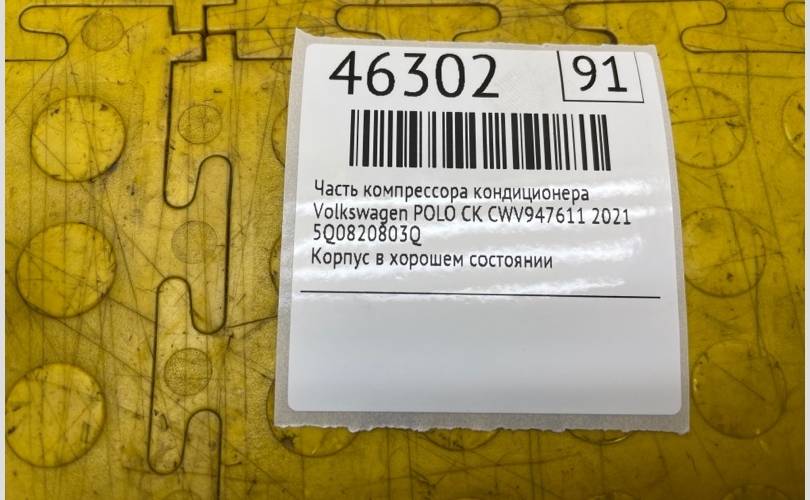 46302
91
Часть компрессора кондиционера
Volkswagen POLO CK CWV947611 2021
5Q0820803Q
Корпус в хорошем состоянии